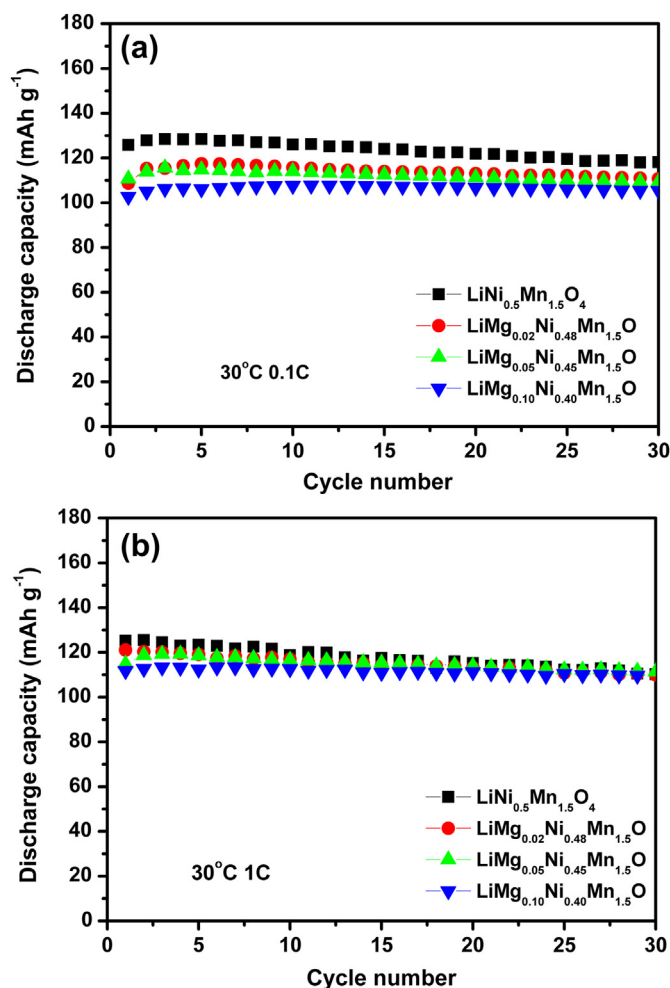 (a)
Discharge capacity (mAh g⁻¹)
180
160
140
120
100
80
60
40
20
0
LiNi₀.₅Mn₁.₅O₄
LiMg₀.₀₂Ni₀.₄₈Mn₁.₅O
LiMg₀.₀₅Ni₀.₄₅Mn₁.₅O
LiMg₀.₁₀Ni₀.₄₀Mn₁.₅O
30°C 0.1C
0 5 10 15 20 25 30
Cycle number
(b)
Discharge capacity (mAh g⁻¹)
180
160
140
120
100
80
60
40
20
0
LiNi₀.₅Mn₁.₅O₄
LiMg₀.₀₂Ni₀.₄₈Mn₁.₅O
LiMg₀.₀₅Ni₀.₄₅Mn₁.₅O
LiMg₀.₁₀Ni₀.₄₀Mn₁.₅O
30°C 1C
0 5 10 15 20 25 30
Cycle number